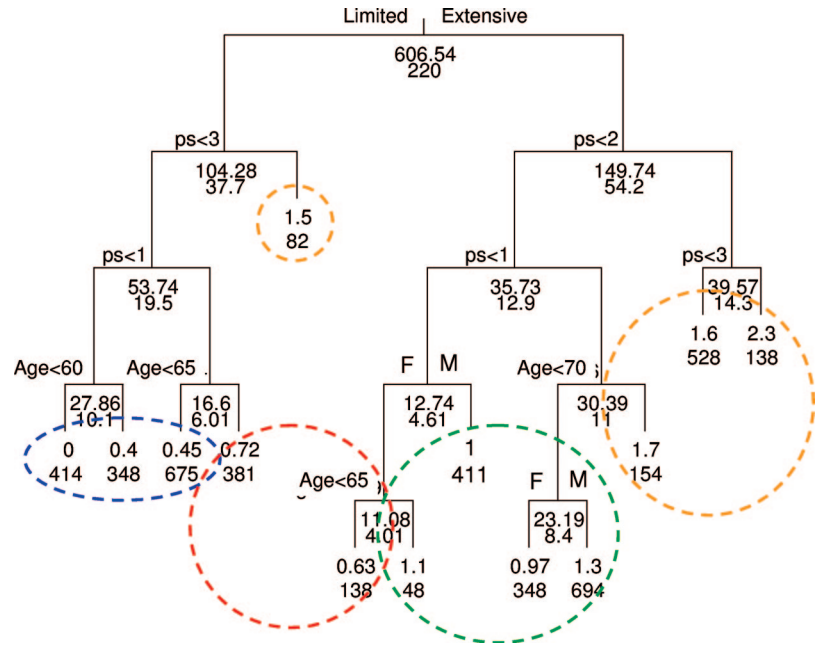 Limited Extensive
606.54
220
ps<3 ps<2
104.28 149.74
37.7 54.2
1.5
82
ps<1 ps<1 ps<3
53.74 35.73 39.57
19.5 12.9 14.3
1.6 2.3
528 138
Age<60 Age<65 F M Age<70
27.86 16.6 12.74 30.39
10.1 6.01 4.61 11
0 0.4 0.45 0.72 1 1.7
414 348 675 381 411 154
Age<65 F M
11.08 23.19
4.01 8.4
0.63 1.1 0.97 1.3
138 48 348 694